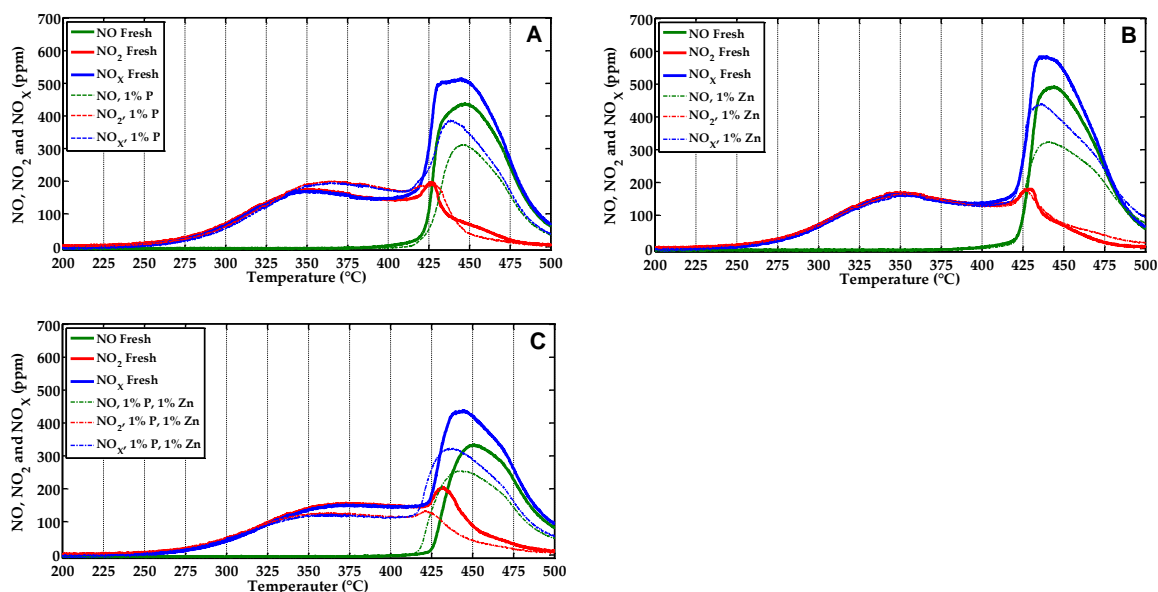 A
NO, NO2 and NOX (ppm)
700
600
500
400
300
200
100
0
NO Fresh
NO2 Fresh
NOX Fresh
NO, 1% P
NO2, 1% P
NOX, 1% P
200 225 250 275 300 325 350 375 400 425 450 475 500
Temperature (°C)
B
NO, NO2 and NOX (ppm)
700
600
500
400
300
200
100
0
NO Fresh
NO2 Fresh
NOX Fresh
NO, 1% Zn
NO2, 1% Zn
NOX, 1% Zn
200 225 250 275 300 325 350 375 400 425 450 475 500
Temperature (°C)
C
NO, NO2 and NOX (ppm)
700
600
500
400
300
200
100
0
NO Fresh
NO2 Fresh
NOX Fresh
NO, 1% P, 1% Zn
NO2, 1% P, 1% Zn
NOX, 1% P, 1% Zn
200 225 250 275 300 325 350 375 400 425 450 475 500
Temperauter (°C)